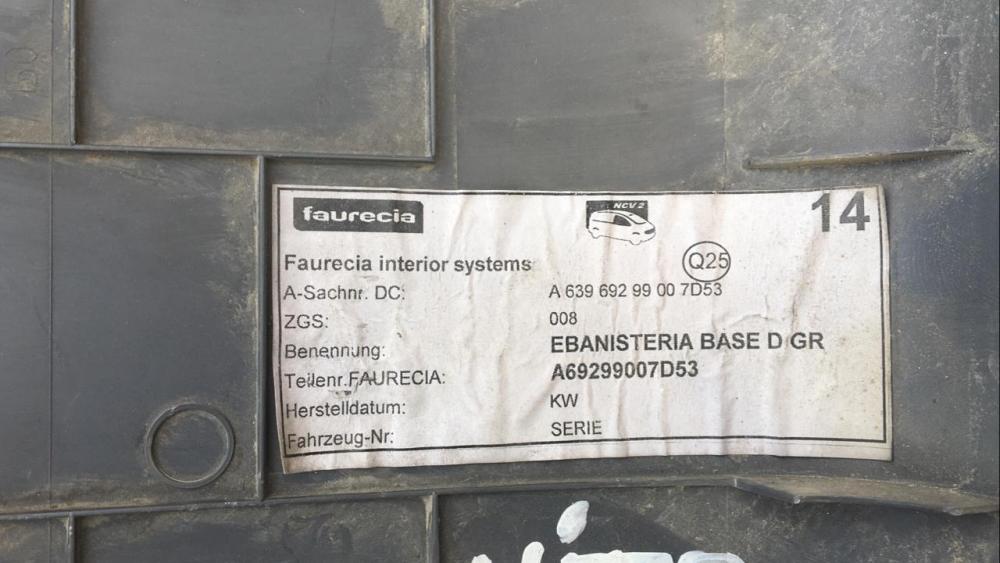 faurecia
NCV 2
14
Faurecia interior systems
Q25
A-Sachnr. DC: A 639 692 99 00 7D53
ZGS: 008
Benennung: EBANISTERIA BASE D GR
Teilenr.FAURECIA: A69299007D53
Herstelldatum: KW
Fahrzeug-Nr: SERIE